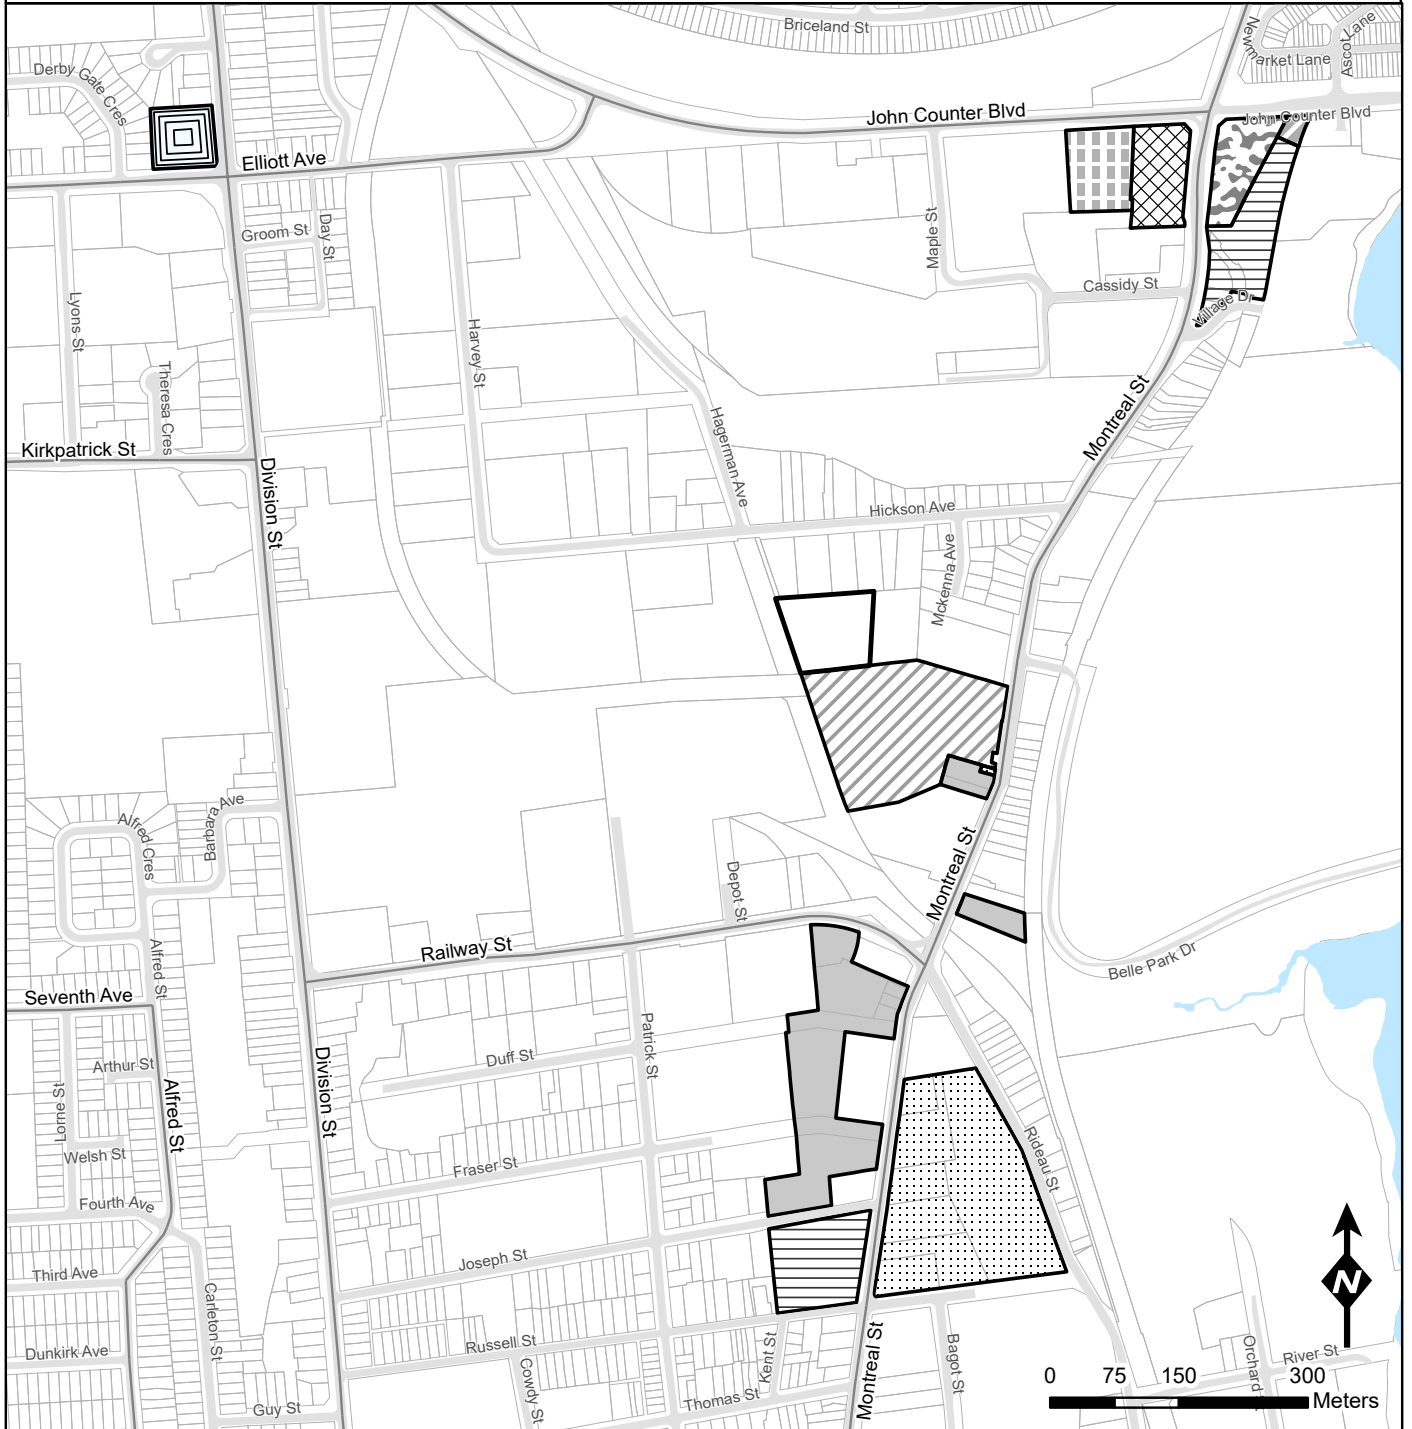 Briceland St
Newmarket Lane
Ascot Lane
Derby Gate Cres
John Counter Blvd
John Counter Blvd
Elliott Ave
Groom St
Day St
Maple St
Cassidy St
Village Dr
Lyons St
Theresa Cres
Harvey St
Montreal St
Kirkpatrick St
Division St
Hagerman Ave
Hickson Ave
Mckenna Ave
Barbara Ave
Alfred Cres
Montreal St
Depot St
Railway St
Belle Park Dr
Alfred St
Seventh Ave
Patrick St
Duff St
Arthur St
Division St
Lorne St
Alfred St
Welsh St
Fraser St
Rideau St
Fourth Ave
Joseph St
Third Ave
N
Carleton St
Russell St
Kent St
Montreal St
Bagot St
Orchard
River St
Dunkirk Ave
Cowdy St
Thomas St
Guy St
0 75 150 300
Meters